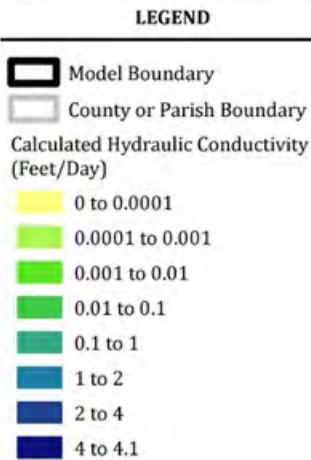 LEGEND
Model Boundary
County or Parish Boundary
Calculated Hydraulic Conductivity
(Feet/Day)
0 to 0.0001
0.0001 to 0.001
0.001 to 0.01
0.01 to 0.1
0.1 to 1
1 to 2
2 to 4
4 to 4.1